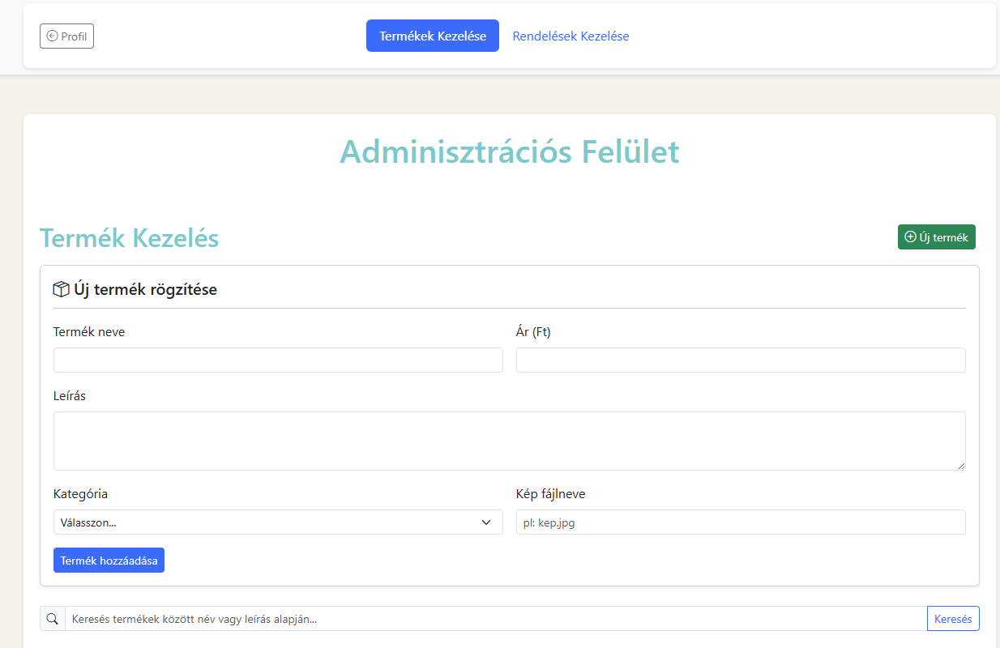 Profil
Termékek Kezelése
Rendelések Kezelése
Adminisztrációs Felület
Termék Kezelés
Új termék
Új termék rögzítése
Termék neve
Ár (Ft)
Leírás
Kategória
Kép fájlneve
Válasszon...
pl: kep.jpg
Termék hozzáadása
Keresés termékek között név vagy leírás alapján...
Keresés